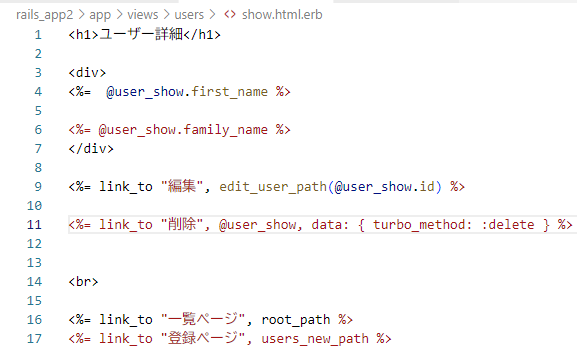 rails_app2 > app > views > users > <> show.html.erb
1 <h1>ユーザー詳細</h1>
2
3 <div>
4 <%=  @user_show.first_name %>
5
6 <%= @user_show.family_name %>
7 </div>
8
9 <%= link_to "編集", edit_user_path(@user_show.id) %>
10
11 <%= link_to "削除", @user_show, data: { turbo_method: :delete } %>
12
13
14 <br>
15
16 <%= link_to "一覧ページ", root_path %>
17 <%= link_to "登録ページ", users_new_path %>